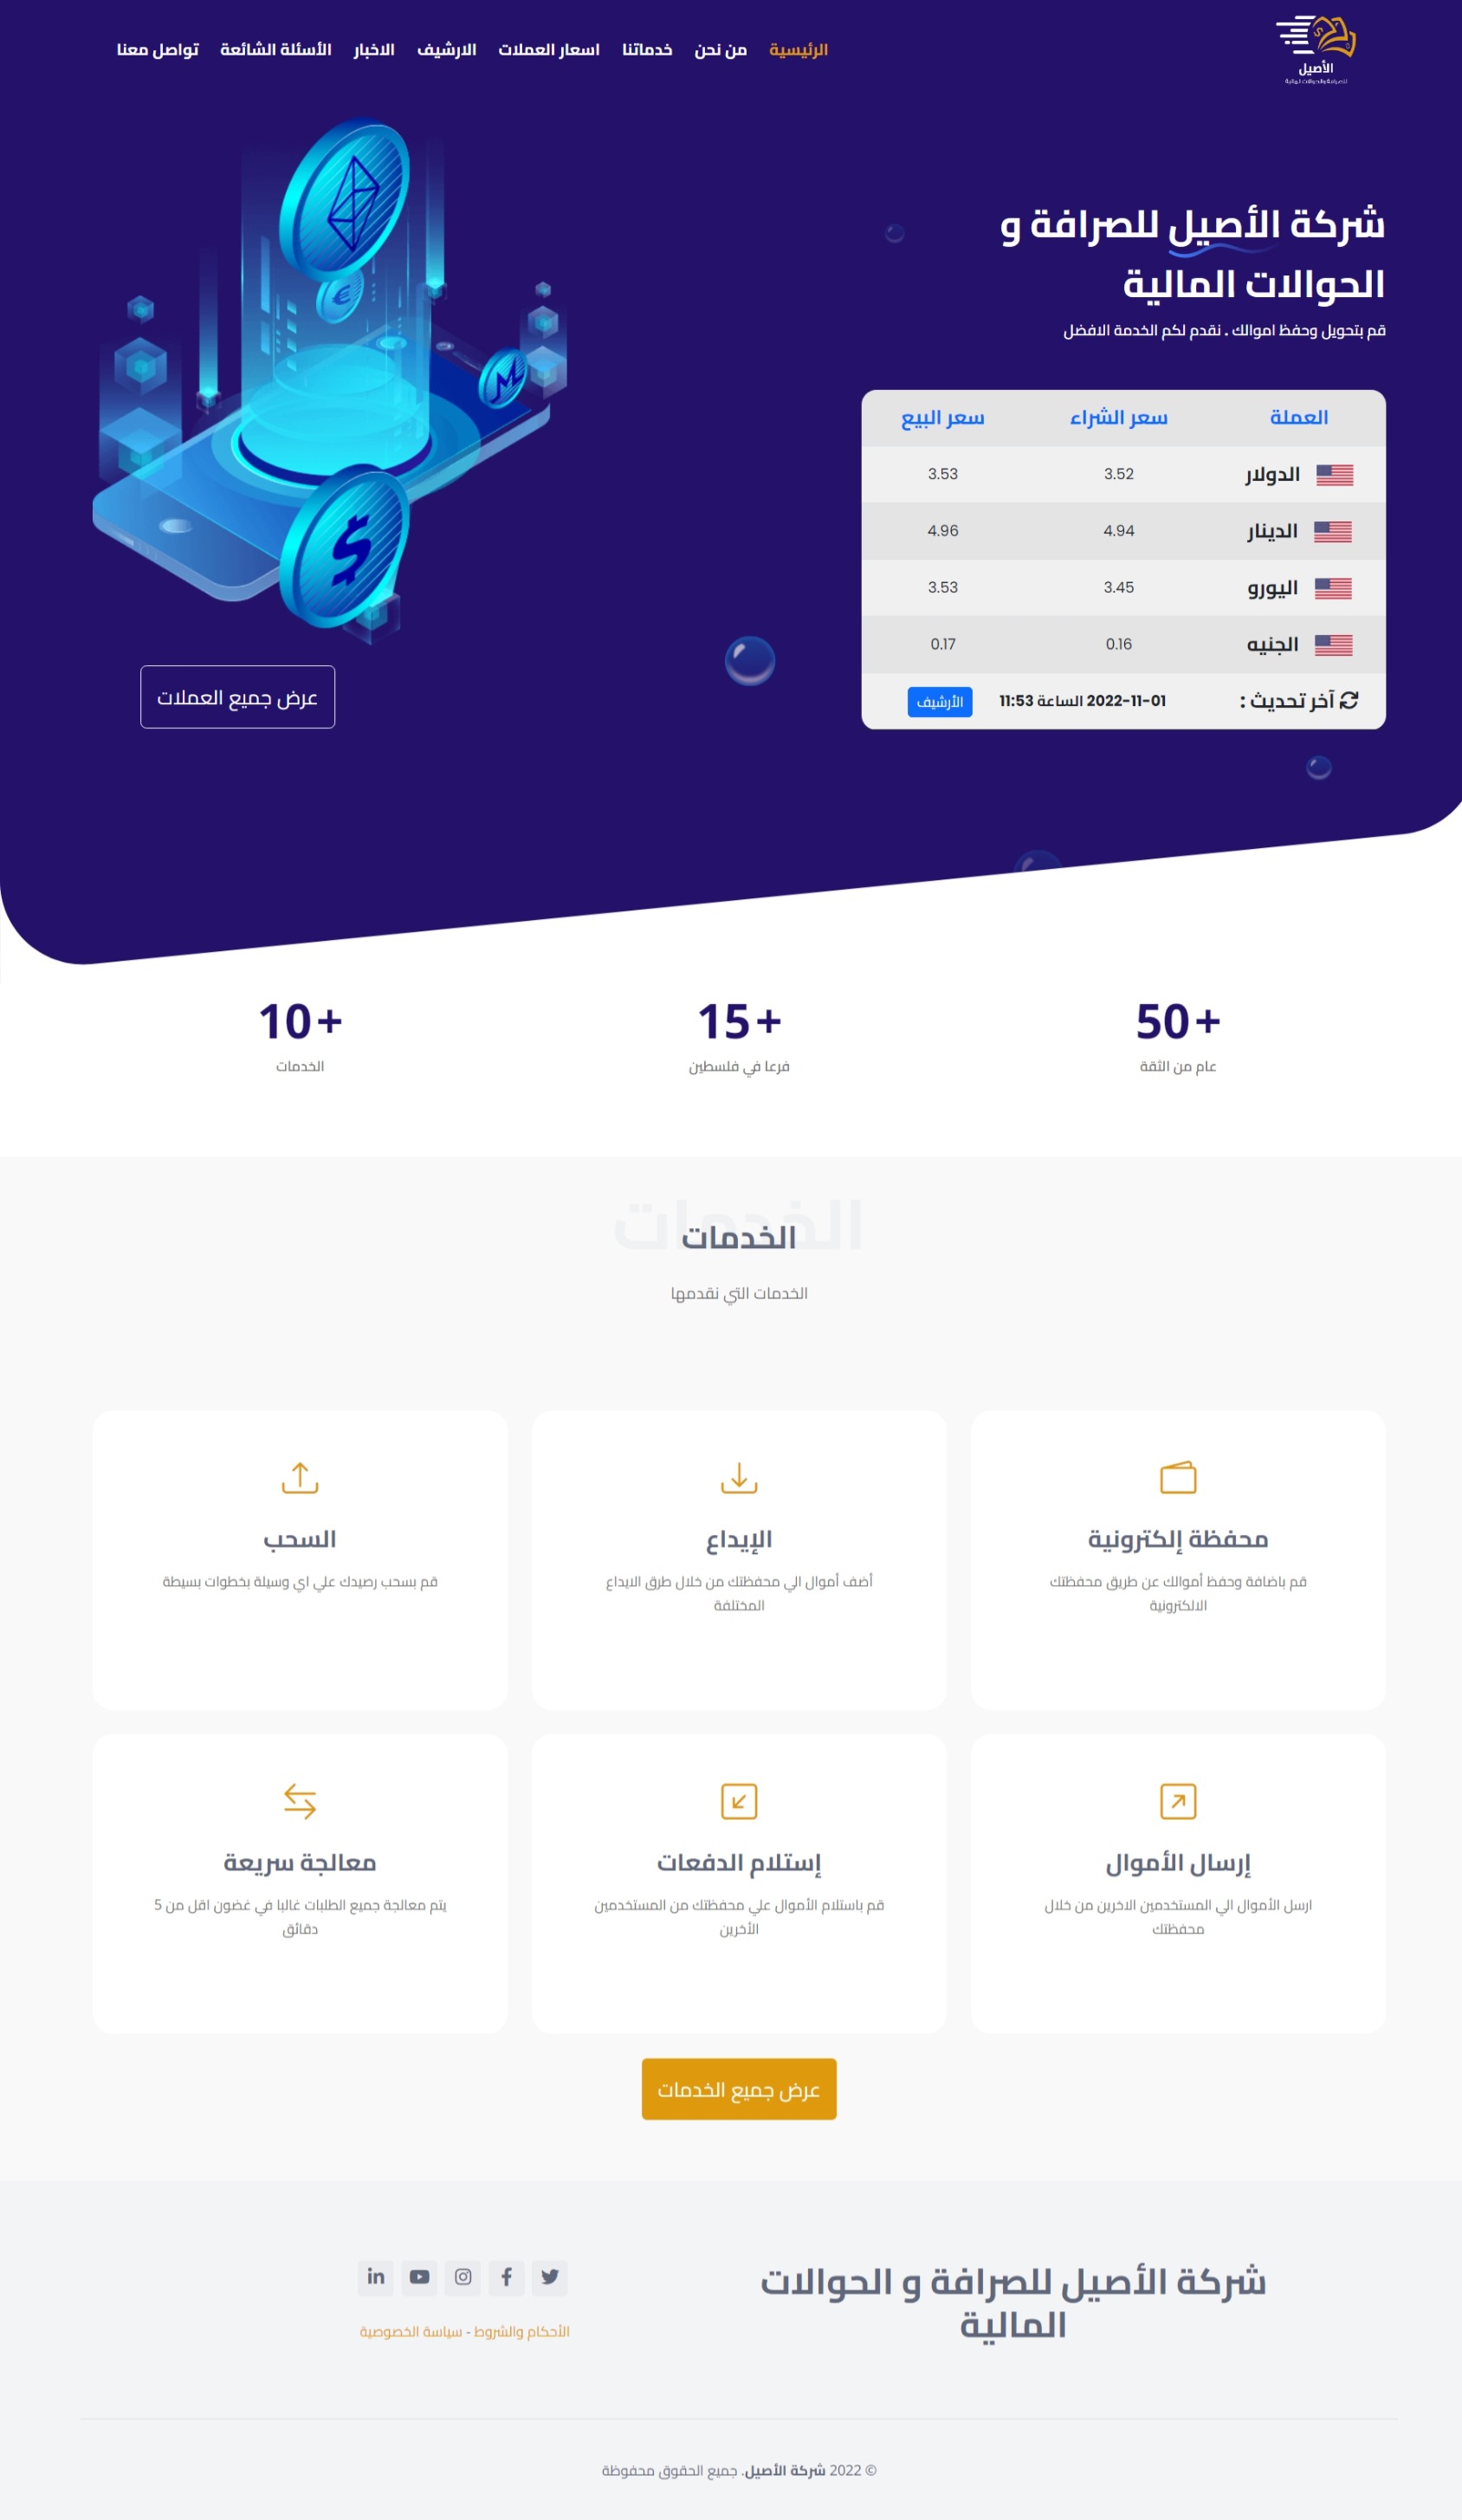 الأصيل
للصرافة والحوالات المالية
الرئيسية من نحن خدماتنا اسعار العملات الارشيف الاخبار الأسئلة الشائعة تواصل معنا
شركة الأصيل للصرافة و
الحوالات المالية
قم بتحويل وحفظ اموالك . نقدم لكم الخدمة الافضل
العملة سعر الشراء سعر البيع
الدولار 3.52 3.53
الدينار 4.94 4.96
اليورو 3.45 3.53
الجنيه 0.16 0.17
آخر تحديث : 2022-11-01 الساعة 11:53 الأرشيف
عرض جميع العملات
50+ 15+ 10+
عام من الثقة فرعا في فلسطين الخدمات
الخدمات
الخدمات
الخدمات التي نقدمها
محفظة إلكترونية
قم باضافة وحفظ أموالك عن طريق محفظتك
الالكترونية
الإيداع
أضف أموال الي محفظتك من خلال طرق الايداع
المختلفة
السحب
قم بسحب رصيدك علي اي وسيلة بخطوات بسيطة
إرسال الأموال
ارسل الأموال الي المستخدمين الاخرين من خلال
محفظتك
إستلام الدفعات
قم باستلام الأموال علي محفظتك من المستخدمين
الأخرين
معالجة سريعة
يتم معالجة جميع الطلبات غالبا في غضون اقل من 5
دقائق
عرض جميع الخدمات
شركة الأصيل للصرافة و الحوالات
المالية
الأحكام والشروط - سياسة الخصوصية
© 2022 شركة الأصيل. جميع الحقوق محفوظة